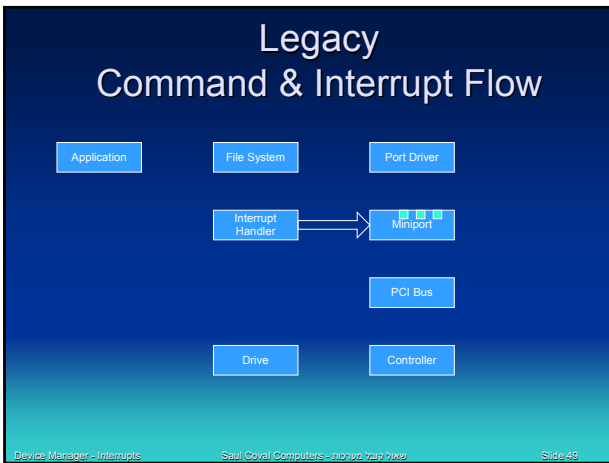 Legacy
Command & Interrupt Flow
Application
File System
Port Driver
Interrupt
Handler
Miniport
PCI Bus
Drive
Controller
Device Manager - Interrupts
Saul Coval Computers - שאול קובל מערכות
Slide 49